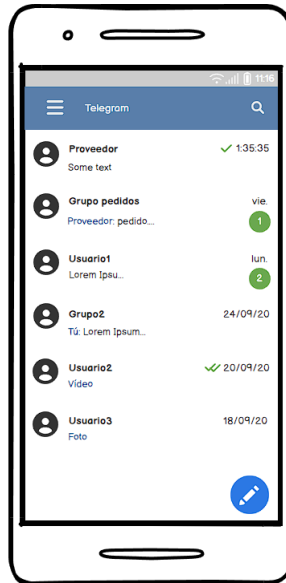 11:16
Telegram
Proveedor 1:35:35
Some text
Grupo pedidos vie.
Proveedor: pedido... 1
Usuario1 lun.
Lorem Ipsu... 2
Grupo2 24/09/20
Tú: Lorem Ipsum...
Usuario2 20/09/20
Vídeo
Usuario3 18/09/20
Foto